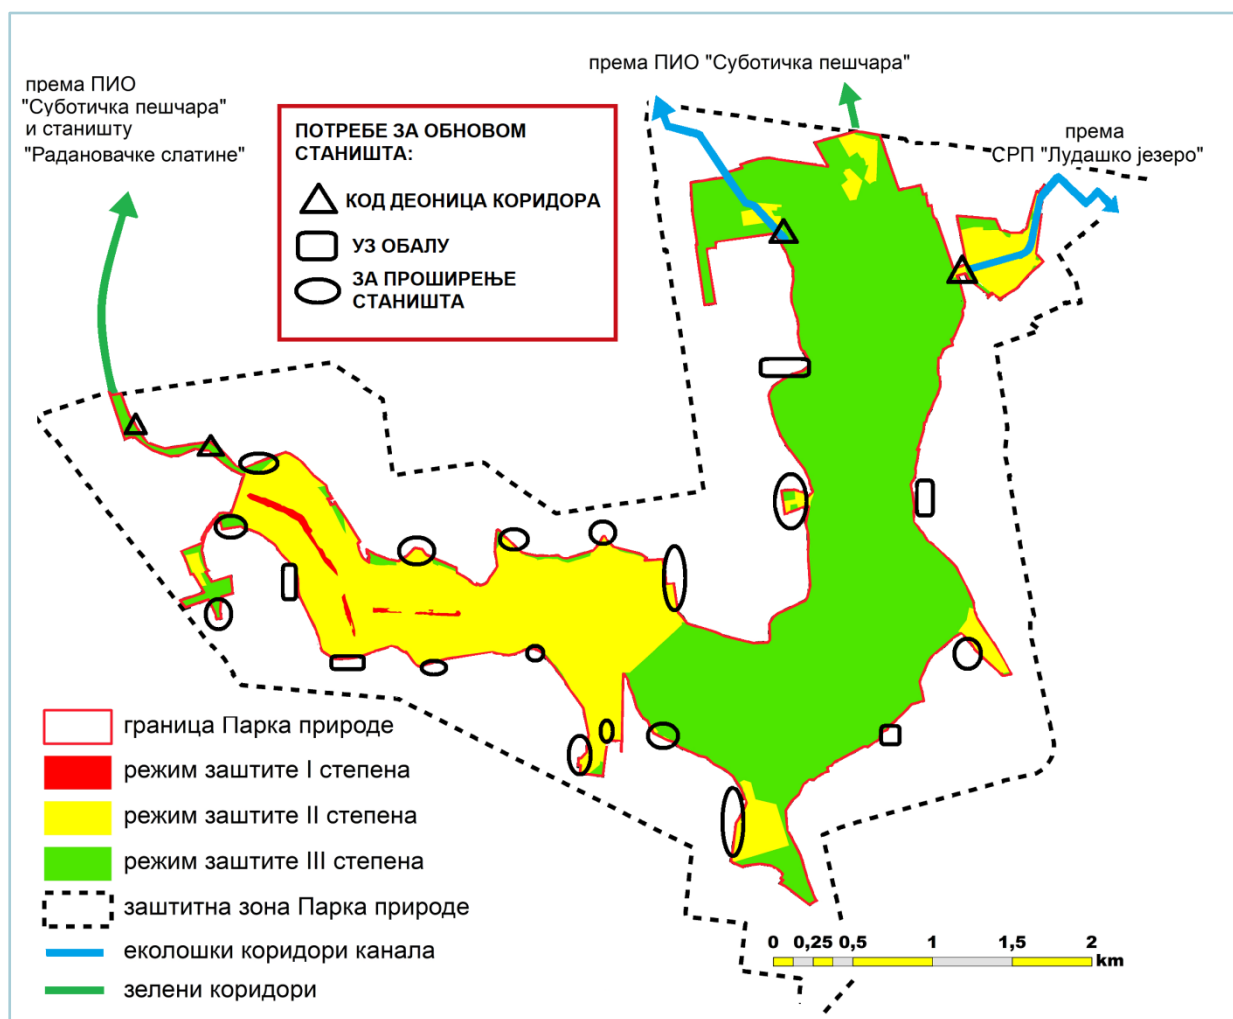 према ПИО
"Суботичка пешчара"
и станишту
"Радановачке слатине"
према ПИО "Суботичка пешчара"
према
СРП "Лудашко језеро"
ПОТРЕБЕ ЗА ОБНОВОМ
СТАНИШТА:
КОД ДЕОНИЦА КОРИДОРА
УЗ ОБАЛУ
ЗА ПРОШИРЕЊЕ
СТАНИШТА
граница Парка природе
режим заштите I степена
режим заштите II степена
режим заштите III степена
заштитна зона Парка природе
еколошки коридори канала
зелени коридори
0 0,25 0,5 1 1,5 2
km